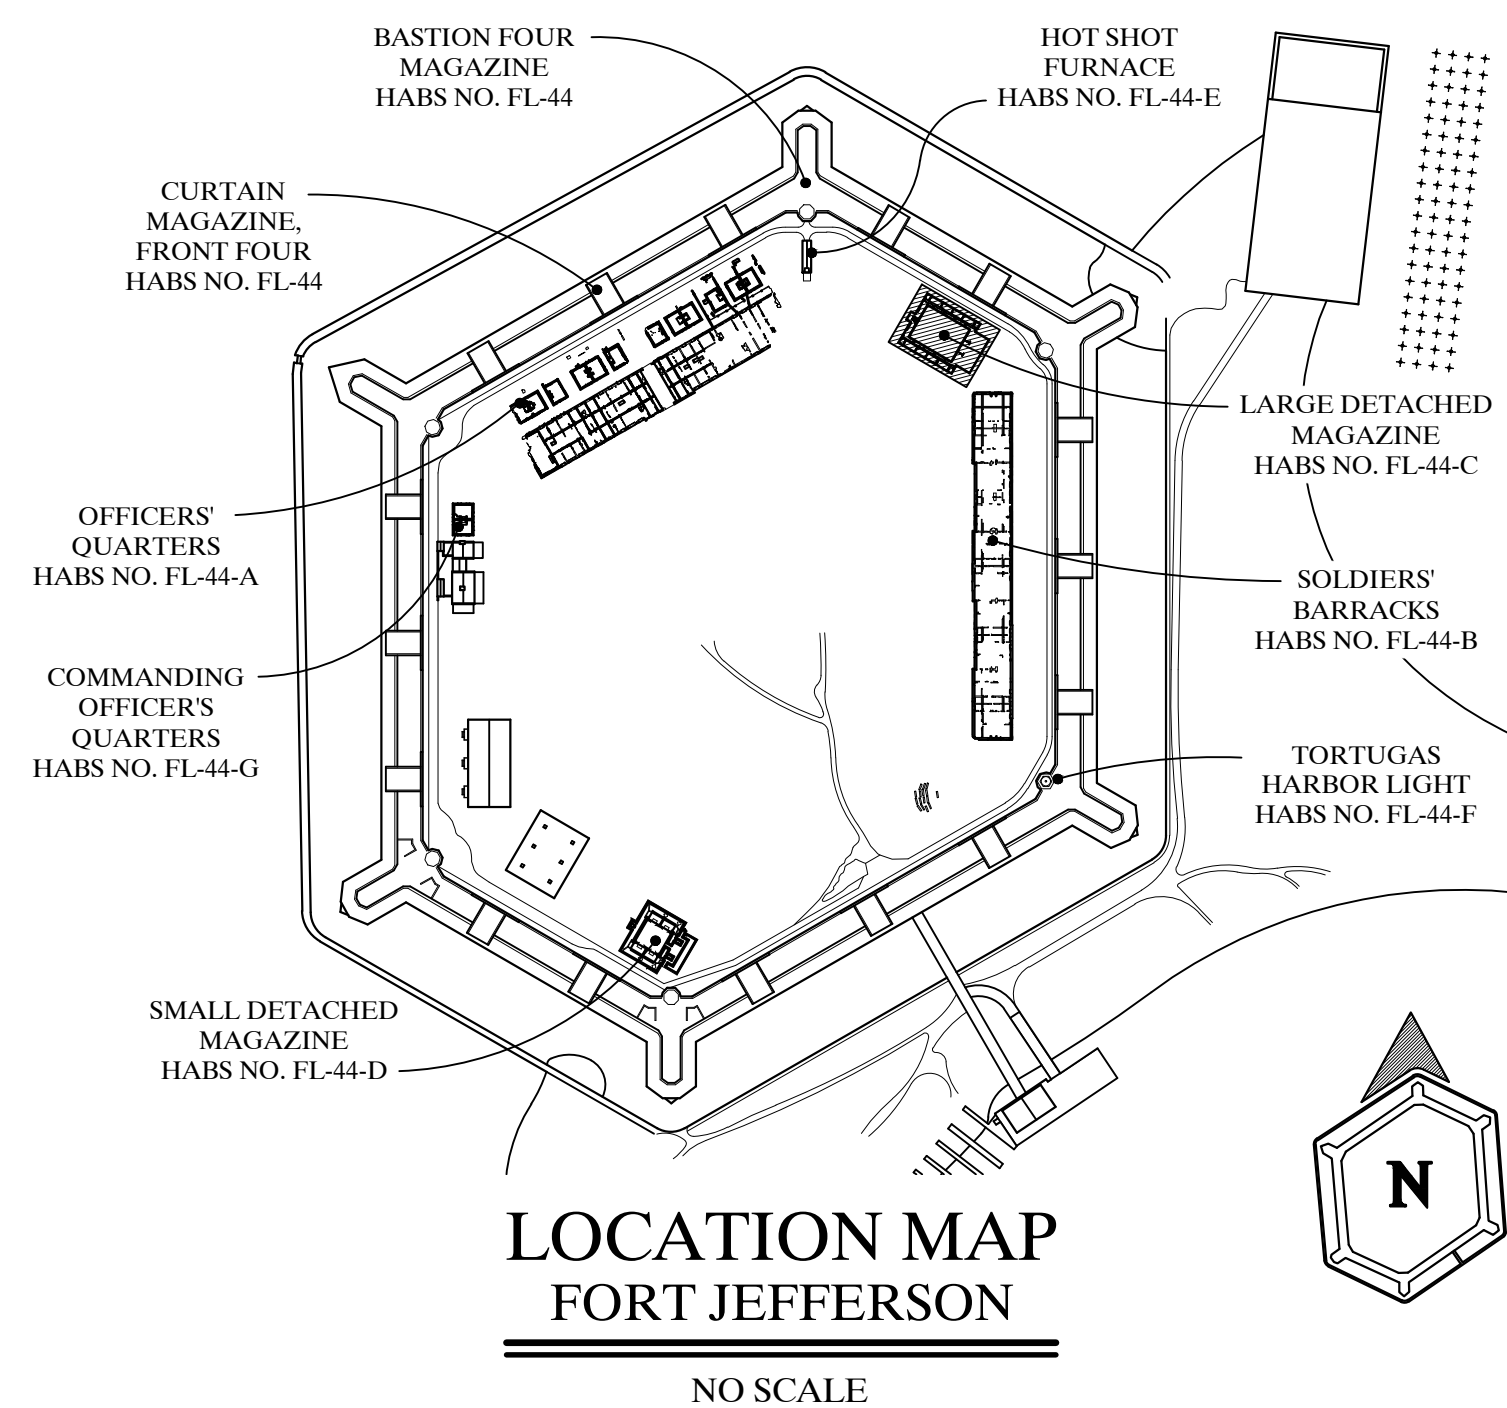 BASTION FOUR
MAGAZINE
HABS NO. FL-44
HOT SHOT
FURNACE
HABS NO. FL-44-E
CURTAIN
MAGAZINE,
FRONT FOUR
HABS NO. FL-44
LARGE DETACHED
MAGAZINE
HABS NO. FL-44-C
OFFICERS'
QUARTERS
HABS NO. FL-44-A
SOLDIERS'
BARRACKS
HABS NO. FL-44-B
COMMANDING
OFFICER'S
QUARTERS
HABS NO. FL-44-G
TORTUGAS
HARBOR LIGHT
HABS NO. FL-44-F
SMALL DETACHED
MAGAZINE
HABS NO. FL-44-D
N
LOCATION MAP
FORT JEFFERSON
NO SCALE